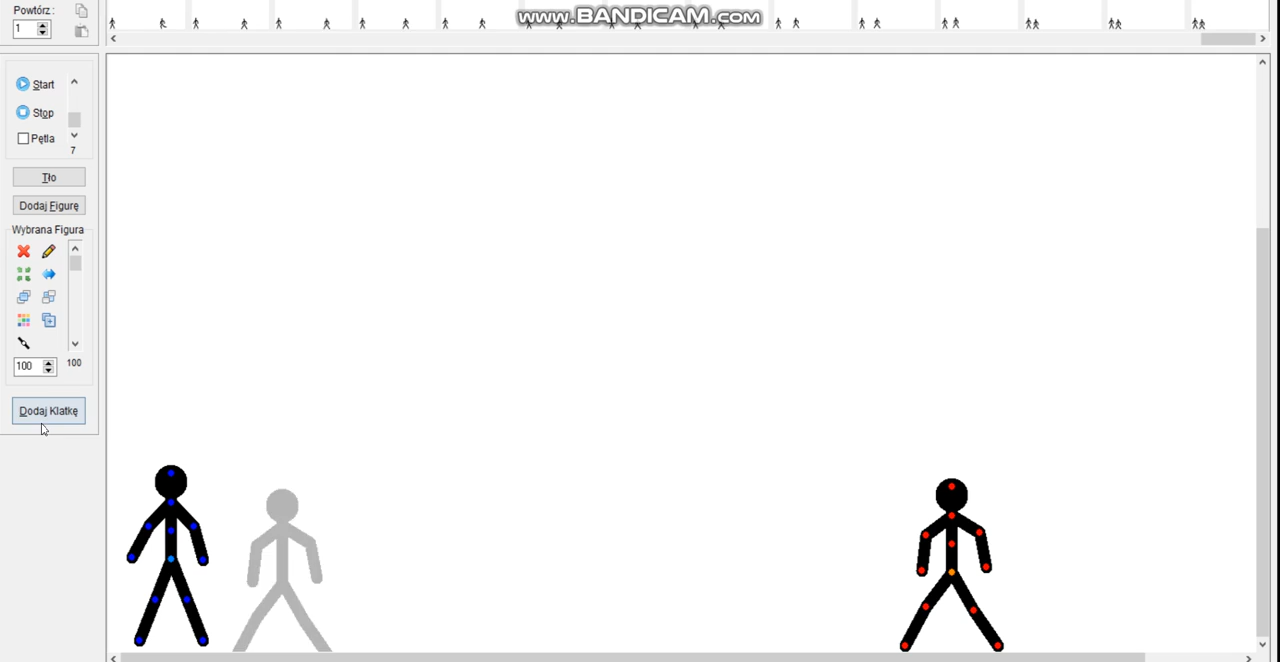 Powtórz:
www.BANDICAM.com
1
Start
Stop
Pętla
7
Tło
Dodaj Figurę
Wybrana Figura
100
100
Dodaj Klatkę